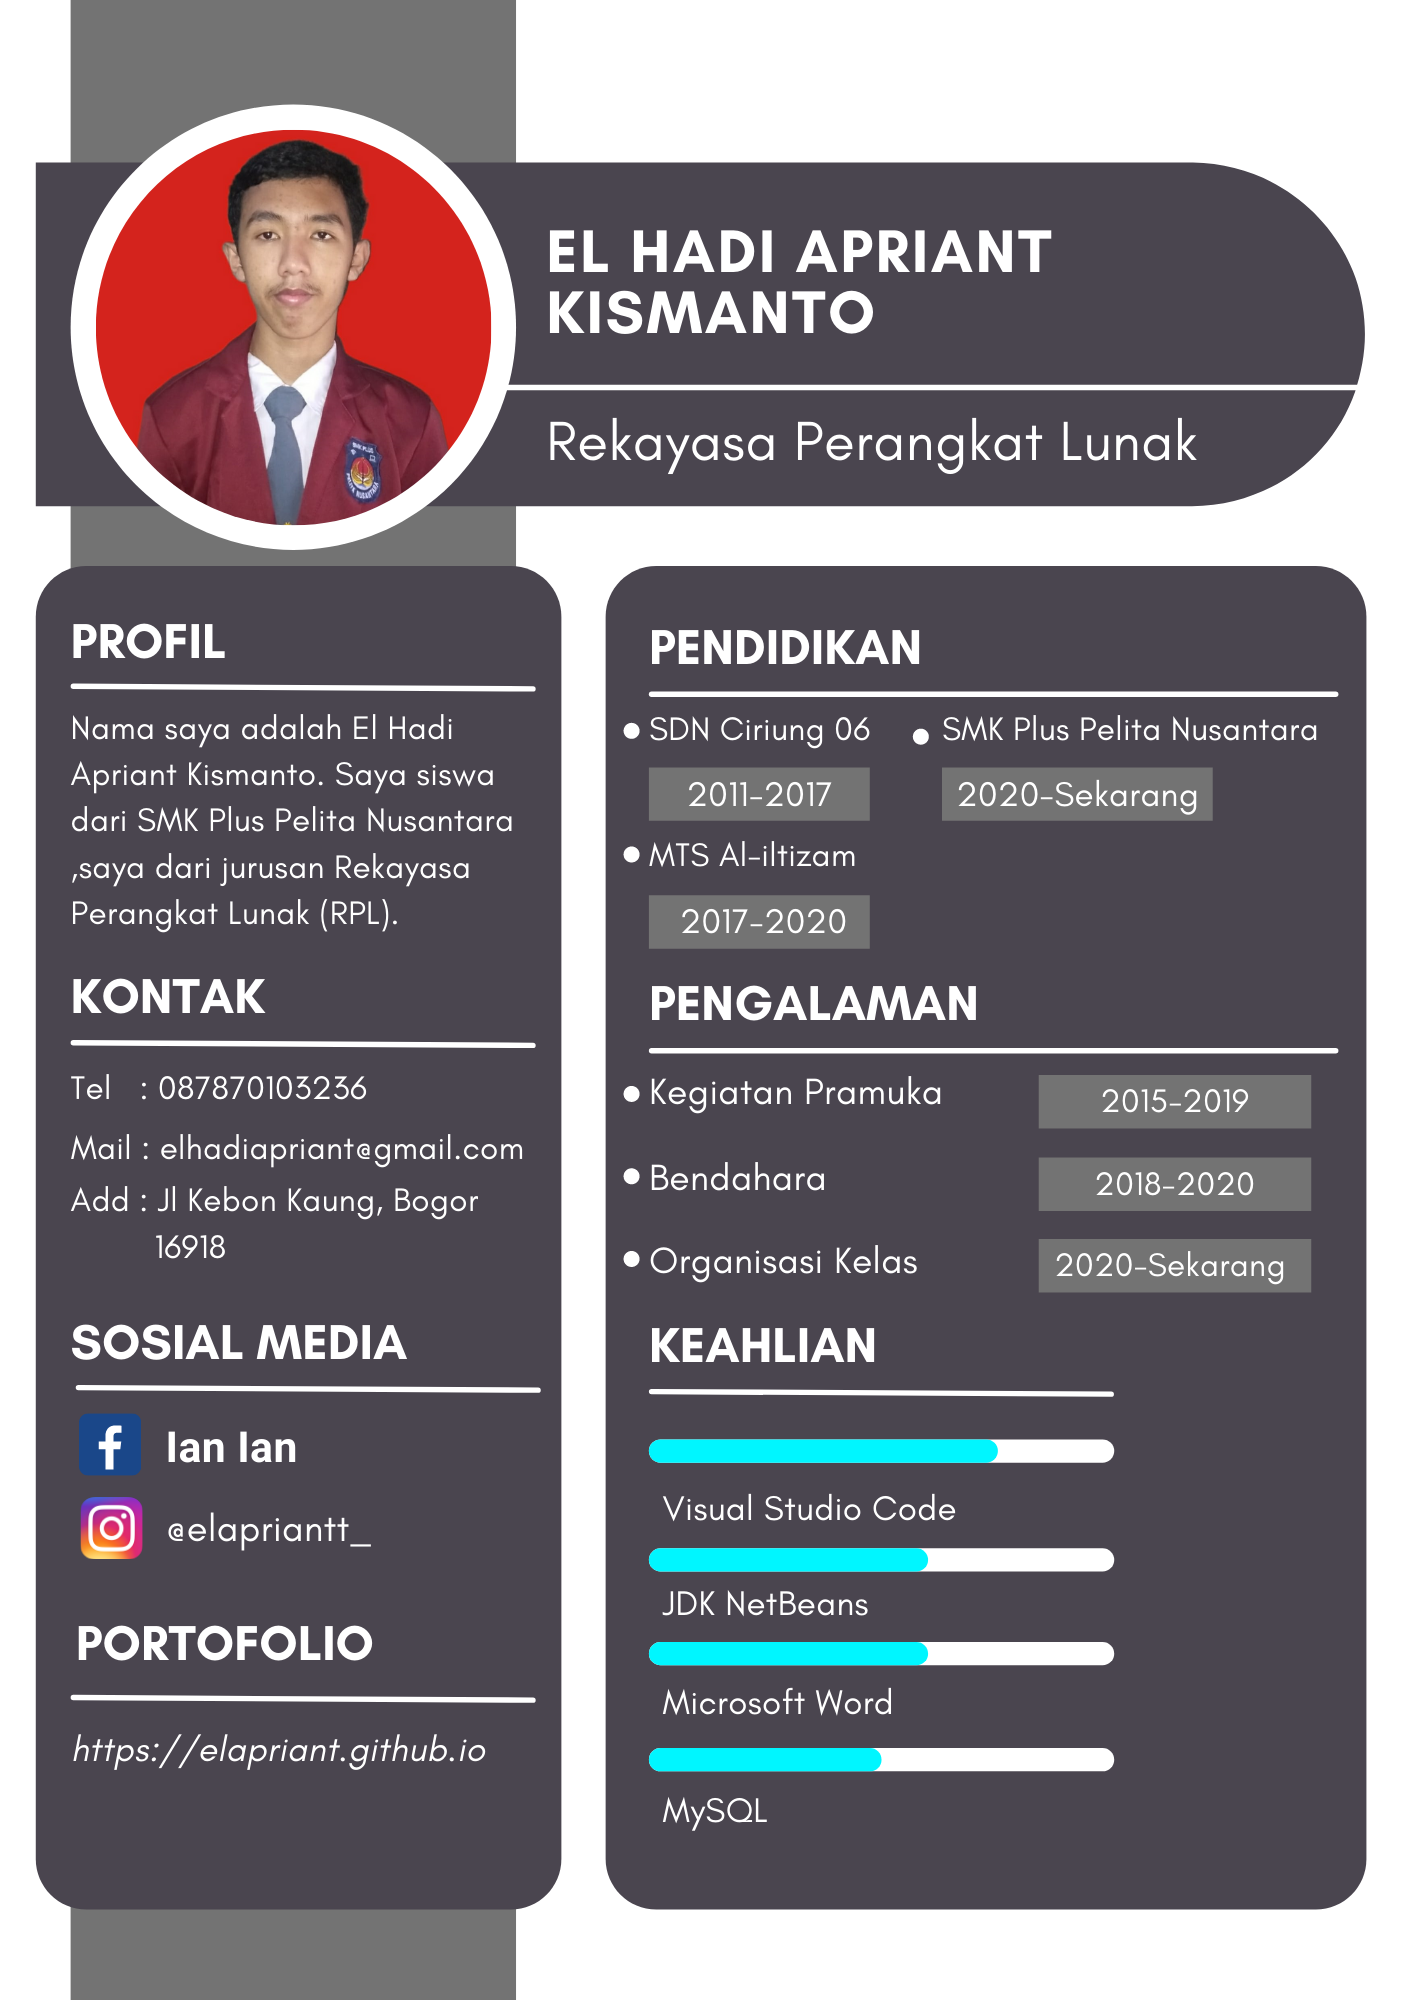 EL HADI APRIANT
KISMANTO
Rekayasa Perangkat Lunak
PROFIL
Nama saya adalah El Hadi
Apriant Kismanto. Saya siswa
dari SMK Plus Pelita Nusantara
,saya dari jurusan Rekayasa
Perangkat Lunak (RPL).
KONTAK
Tel : 087870103236
Mail : elhadiapriant@gmail.com
Add : Jl Kebon Kaung, Bogor
16918
SOSIAL MEDIA
Ian Ian
@elapriantt_
PORTOFOLIO
https://elapriant.github.io
PENDIDIKAN
SDN Ciriung 06
2011-2017
MTS Al-iltizam
2017-2020
SMK Plus Pelita Nusantara
2020-Sekarang
PENGALAMAN
Kegiatan Pramuka 2015-2019
Bendahara 2018-2020
Organisasi Kelas 2020-Sekarang
KEAHLIAN
Visual Studio Code
JDK NetBeans
Microsoft Word
MySQL